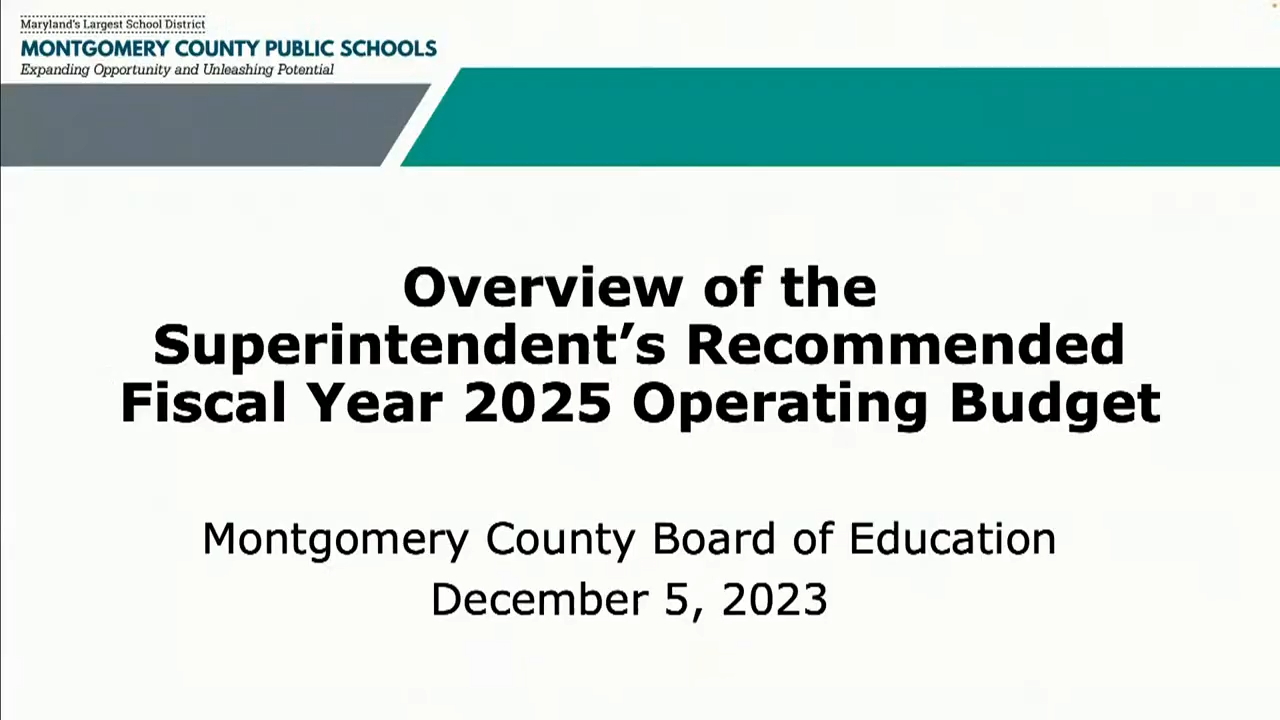 Maryland's Largest School District
MONTGOMERY COUNTY PUBLIC SCHOOLS
Expanding Opportunity and Unleashing Potential
Overview of the
Superintendent’s Recommended
Fiscal Year 2025 Operating Budget
Montgomery County Board of Education
December 5, 2023